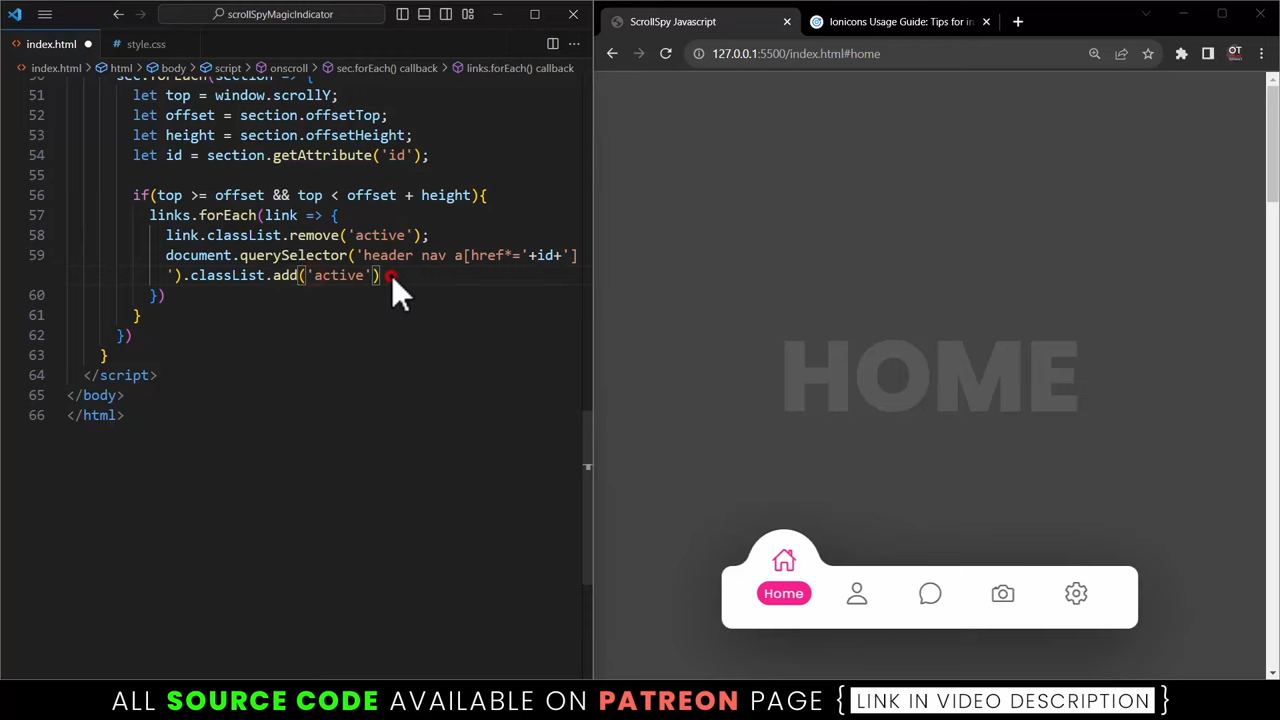 scrollSpyMagicIndicator
index.html
style.css
index.html > html > body > script > onscroll > sec.forEach() callback > links.forEach() callback
50 sec.forEach(section => {
51 let top = window.scrollY;
52 let offset = section.offsetTop;
53 let height = section.offsetHeight;
54 let id = section.getAttribute('id');
55
56 if(top >= offset && top < offset + height){
57 links.forEach(link => {
58 link.classList.remove('active');
59 document.querySelector('header nav a[href*='+id+']
').classList.add('active')
60 })
61 }
62 })
63 }
64 </script>
65 </body>
66 </html>
ScrollSpy Javascript
Ionicons Usage Guide: Tips for in
127.0.0.1:5500/index.html#home
OT
HOME
Home
ALL SOURCE CODE AVAILABLE ON PATREON PAGE { LINK IN VIDEO DESCRIPTION }